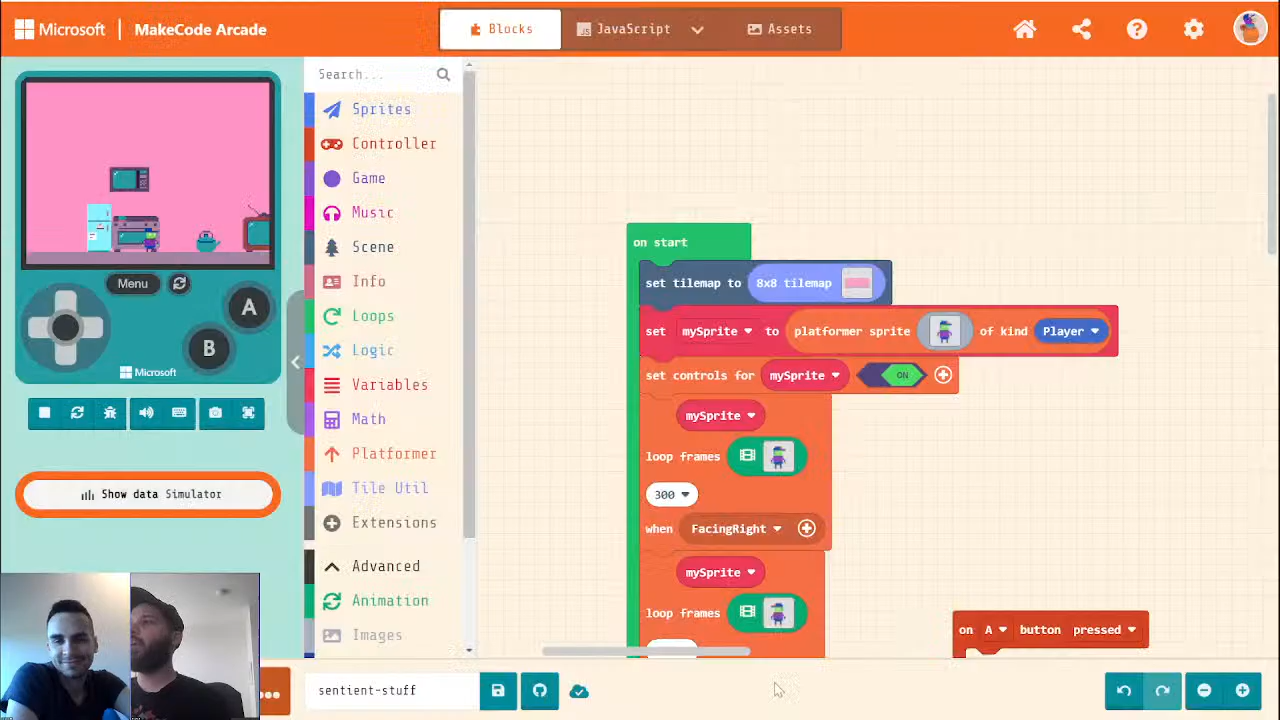 Microsoft
MakeCode Arcade
Blocks
JavaScript
Assets
Search...
Menu
A
B
Microsoft
Show data Simulator
Sprites
Controller
Game
Music
Scene
Info
Loops
Logic
Variables
Math
Platformer
Tile Util
Extensions
Advanced
Animation
Images
on start
set tilemap to 8x8 tilemap
set mySprite to platformer sprite of kind Player
set controls for mySprite ON
mySprite
loop frames
300
when FacingRight
mySprite
loop frames
on A button pressed
sentient-stuff